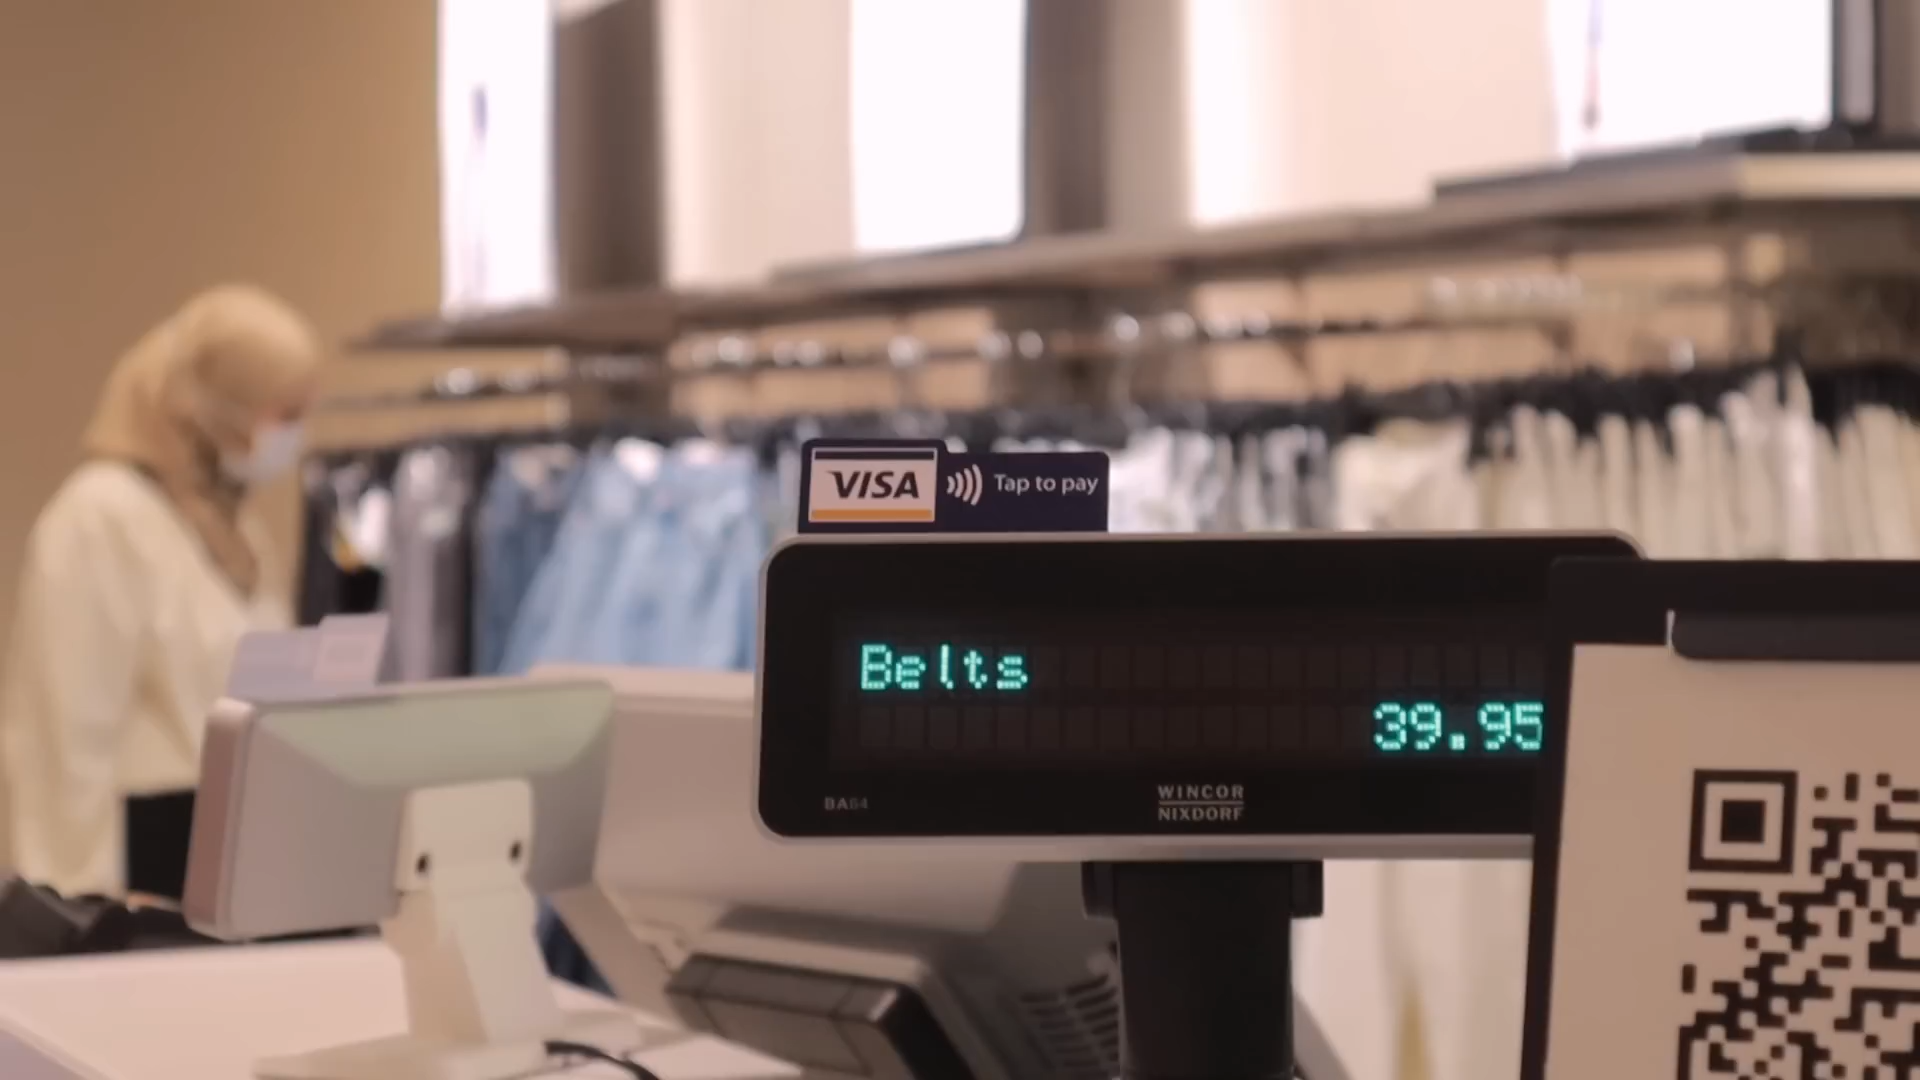 VISA Tap to pay
Belts
39.95
BA64
WINCOR
NIXDORF